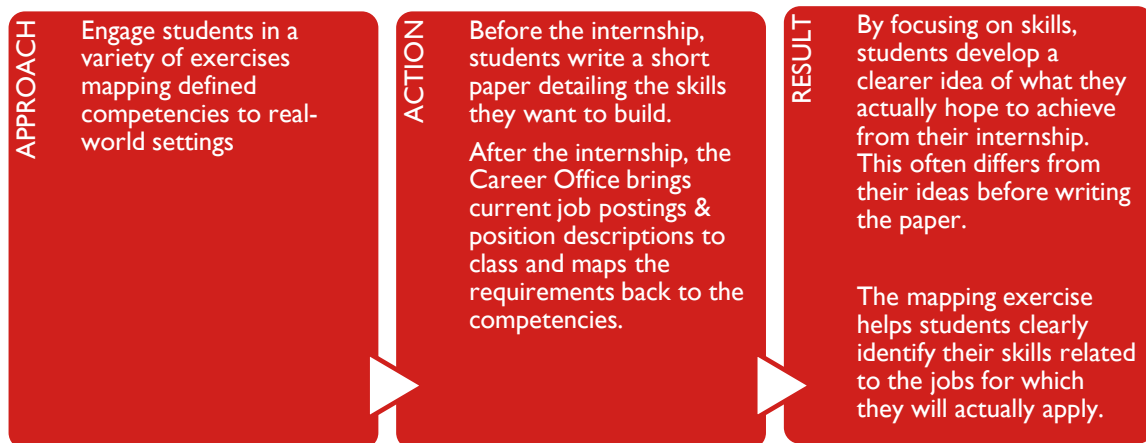 APPROACH
Engage students in a
variety of exercises
mapping defined
competencies to real-
world settings
ACTION
Before the internship,
students write a short
paper detailing the skills
they want to build.
After the internship, the
Career Office brings
current job postings &
position descriptions to
class and maps the
requirements back to the
competencies.
RESULT
By focusing on skills,
students develop a
clearer idea of what they
actually hope to achieve
from their internship.
This often differs from
their ideas before writing
the paper.
The mapping exercise
helps students clearly
identify their skills related
to the jobs for which
they will actually apply.